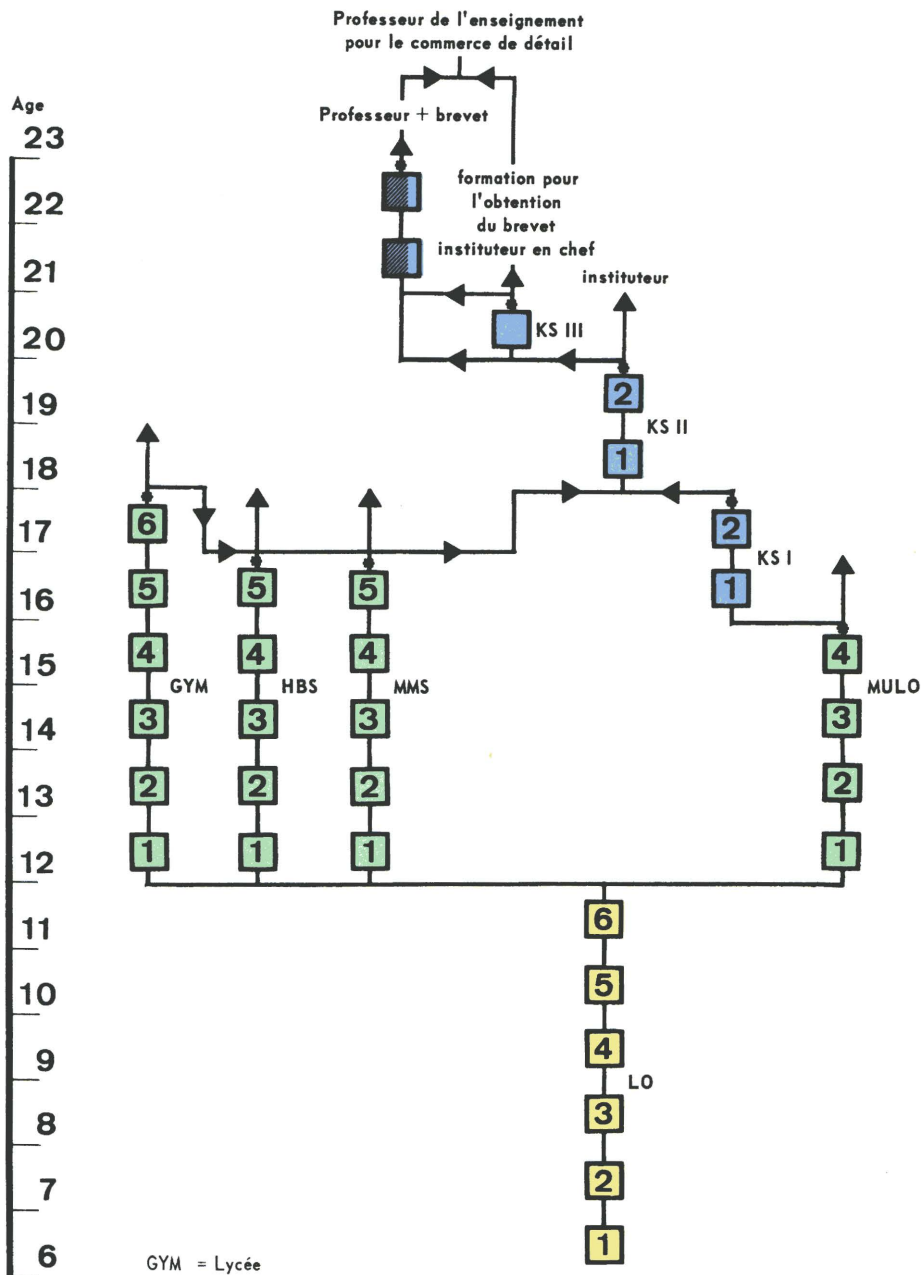 Professeur de l'enseignement
pour le commerce de détail
Age
Professeur + brevet
23
formation pour
l'obtention
du brevet
instituteur en chef
22
21
instituteur
KS III
20
2
19
KS II
1
18
6
2
17
KS I
5
5
5
1
16
4
4
4
4
15
GYM
HBS
MMS
MULO
3
3
3
3
14
2
2
2
2
13
1
1
1
1
12
6
11
5
10
4
9
LO
3
8
2
7
1
6
GYM = Lycée